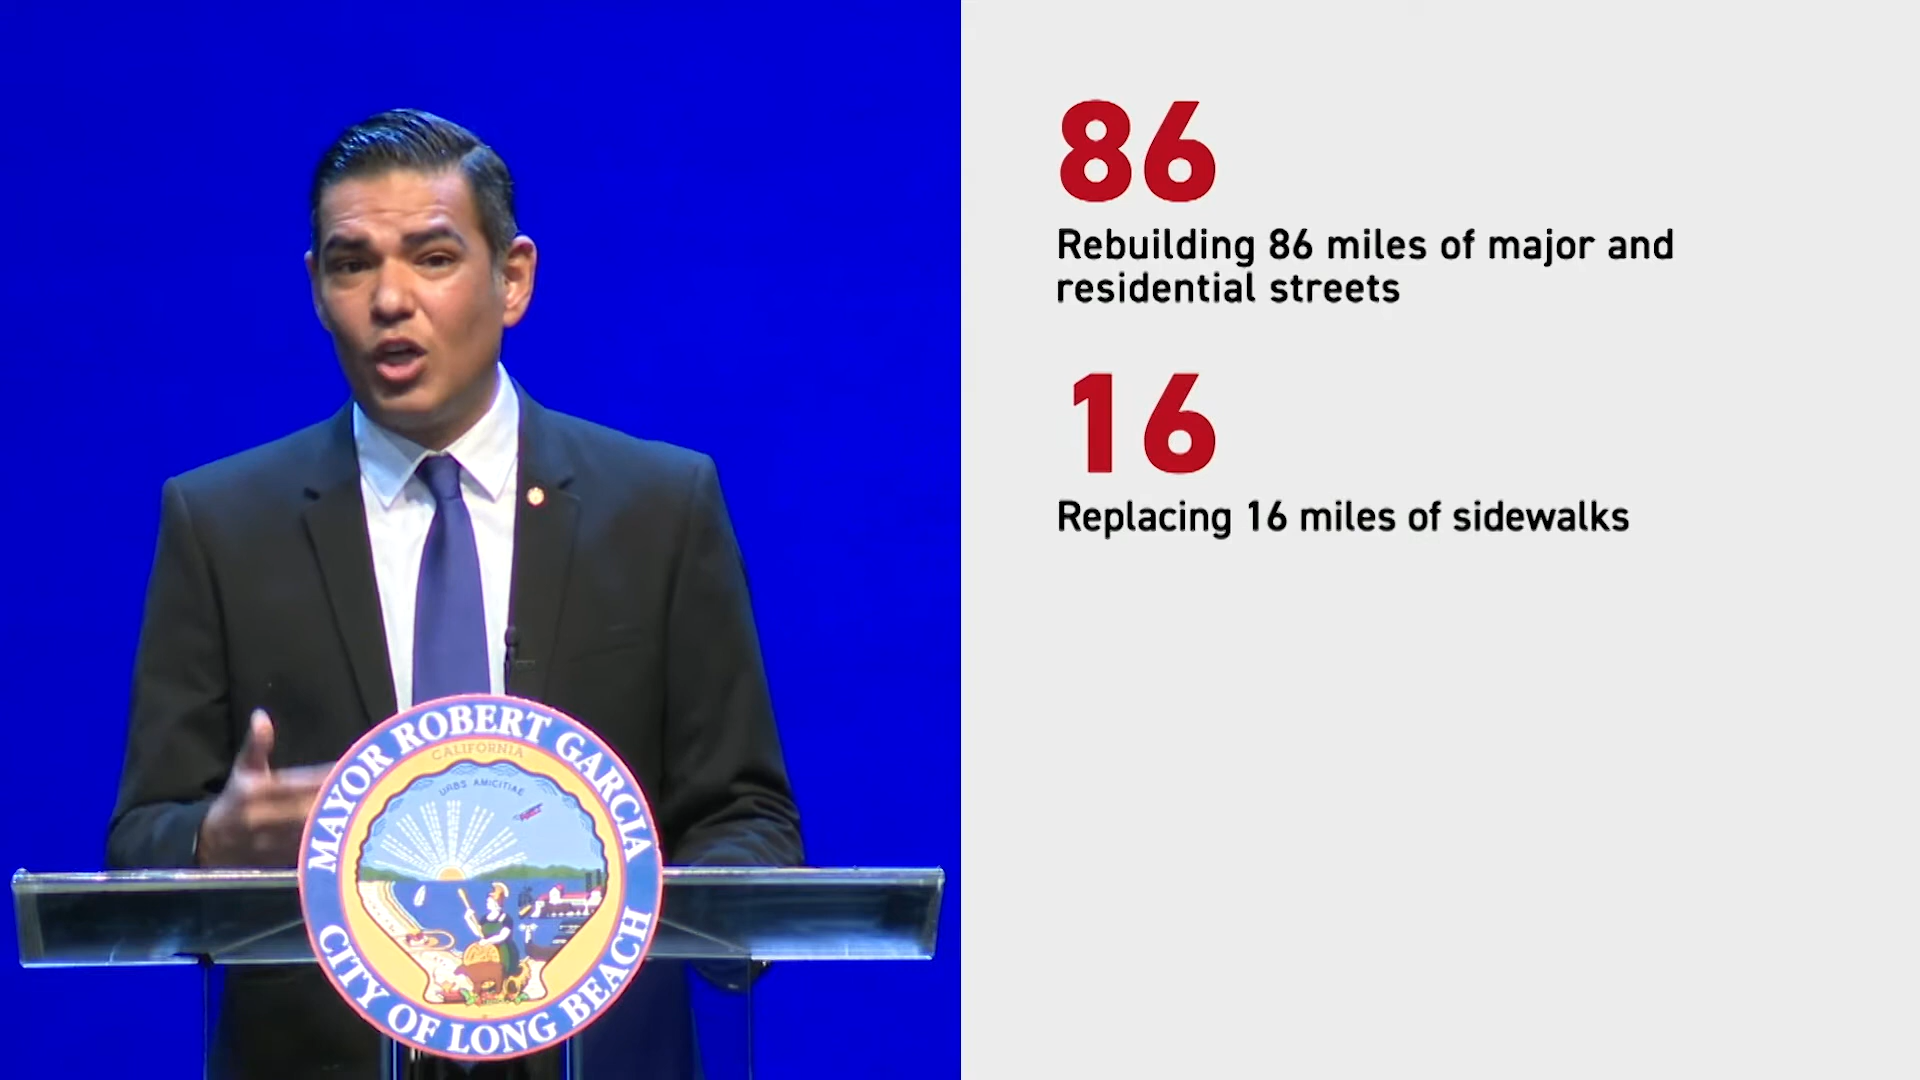 MAYOR ROBERT GARCIA
CALIFORNIA
URBS AMICITIAE
CITY OF LONG BEACH
86
Rebuilding 86 miles of major and
residential streets
16
Replacing 16 miles of sidewalks